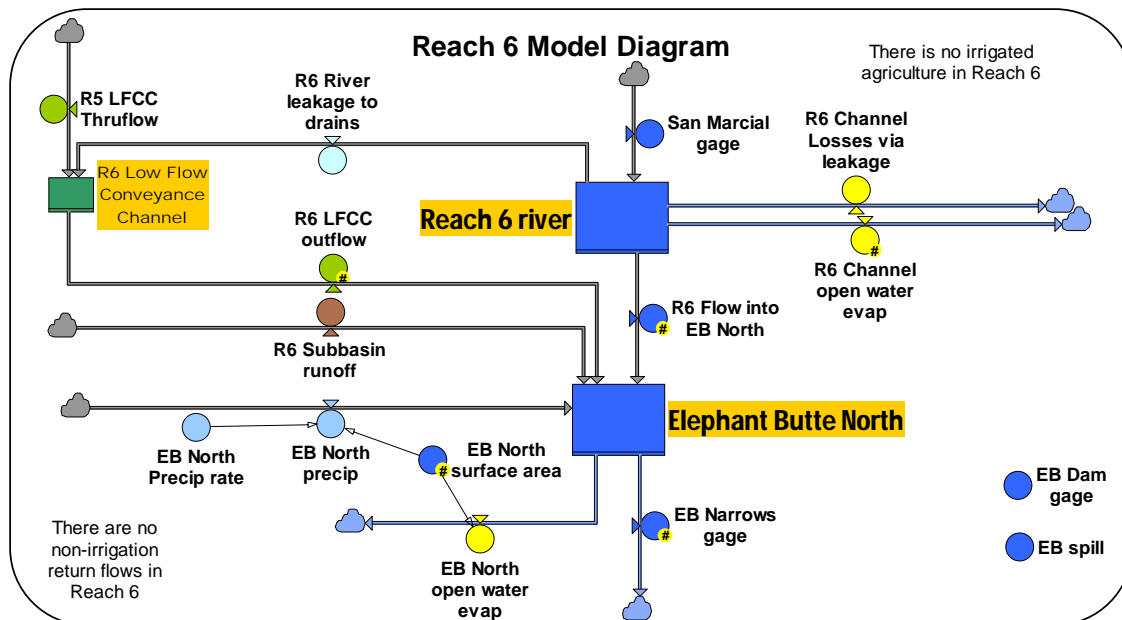 Reach 6 Model Diagram
There is no irrigated
agriculture in Reach 6
R5 LFCC
Thruflow
R6 River
leakage to
drains
San Marcial
gage
R6 Channel
Losses via
leakage
R6 Low Flow
Conveyance
Channel
Reach 6 river
R6 LFCC
outflow
#
#
R6 Channel
open water
evap
R6 Flow into
EB North
#
R6 Subbasin
runoff
Elephant Butte North
EB North
Precip rate
EB North
precip
EB North
surface area
#
EB Dam
gage
EB Narrows
gage
#
EB spill
There are no
non-irrigation
return flows in
Reach 6
EB North
open water
evap